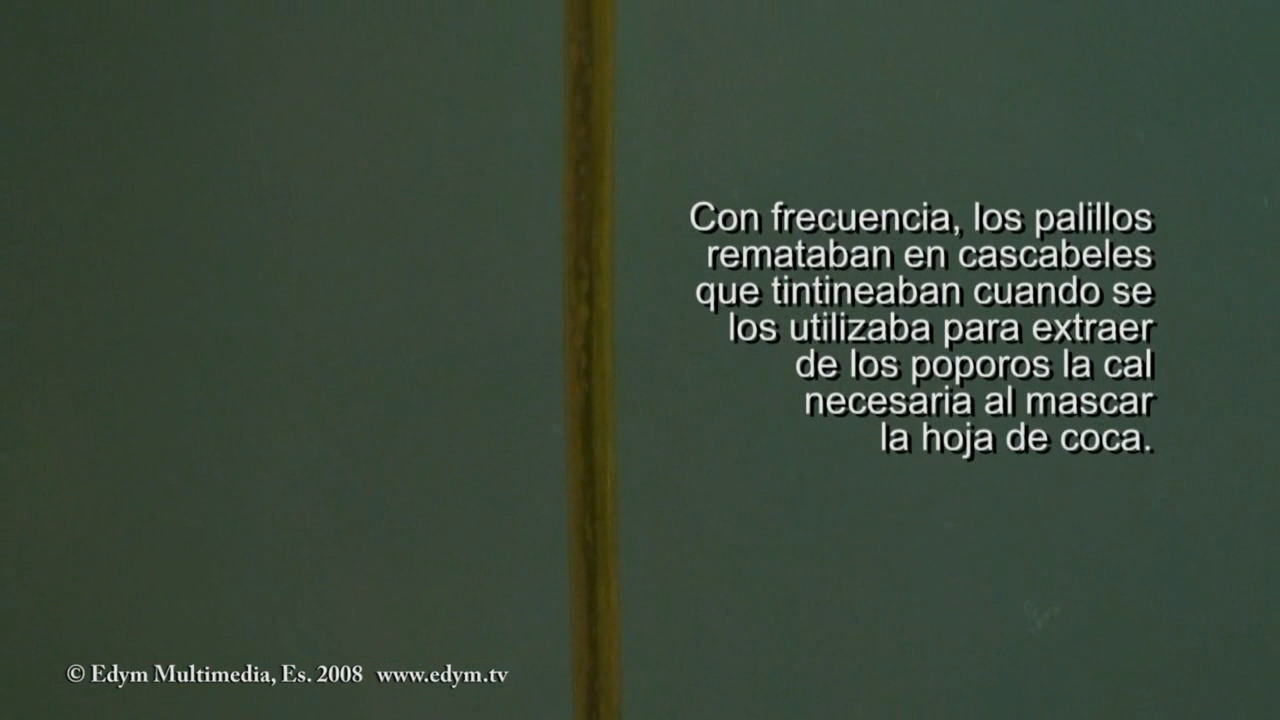 Con frecuencia, los palillos
remataban en cascabeles
que tintineaban cuando se
los utilizaba para extraer
de los poporos la cal
necesaria al mascar
la hoja de coca.
© Edym Multimedia, Es. 2008 www.edym.tv